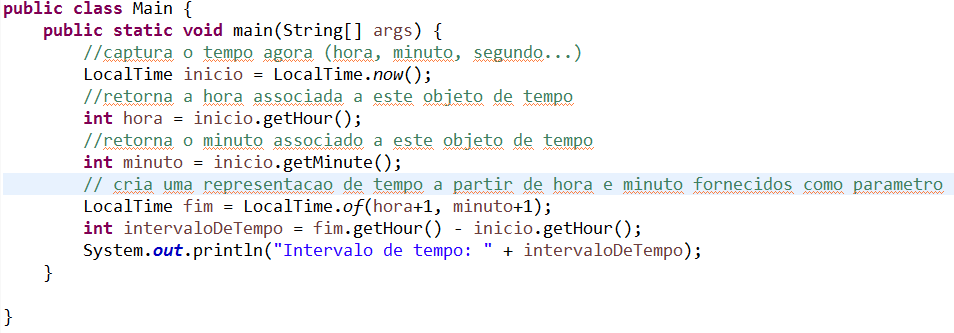 public class Main {
public static void main(String[] args) {
//captura o tempo agora (hora, minuto, segundo...)
LocalTime inicio = LocalTime.now();
//retorna a hora associada a este objeto de tempo
int hora = inicio.getHour();
//retorna o minuto associado a este objeto de tempo
int minuto = inicio.getMinute();
// cria uma representacao de tempo a partir de hora e minuto fornecidos como parametro
LocalTime fim = LocalTime.of(hora+1, minuto+1);
int intervaloDeTempo = fim.getHour() - inicio.getHour();
System.out.println("Intervalo de tempo: " + intervaloDeTempo);
}
}